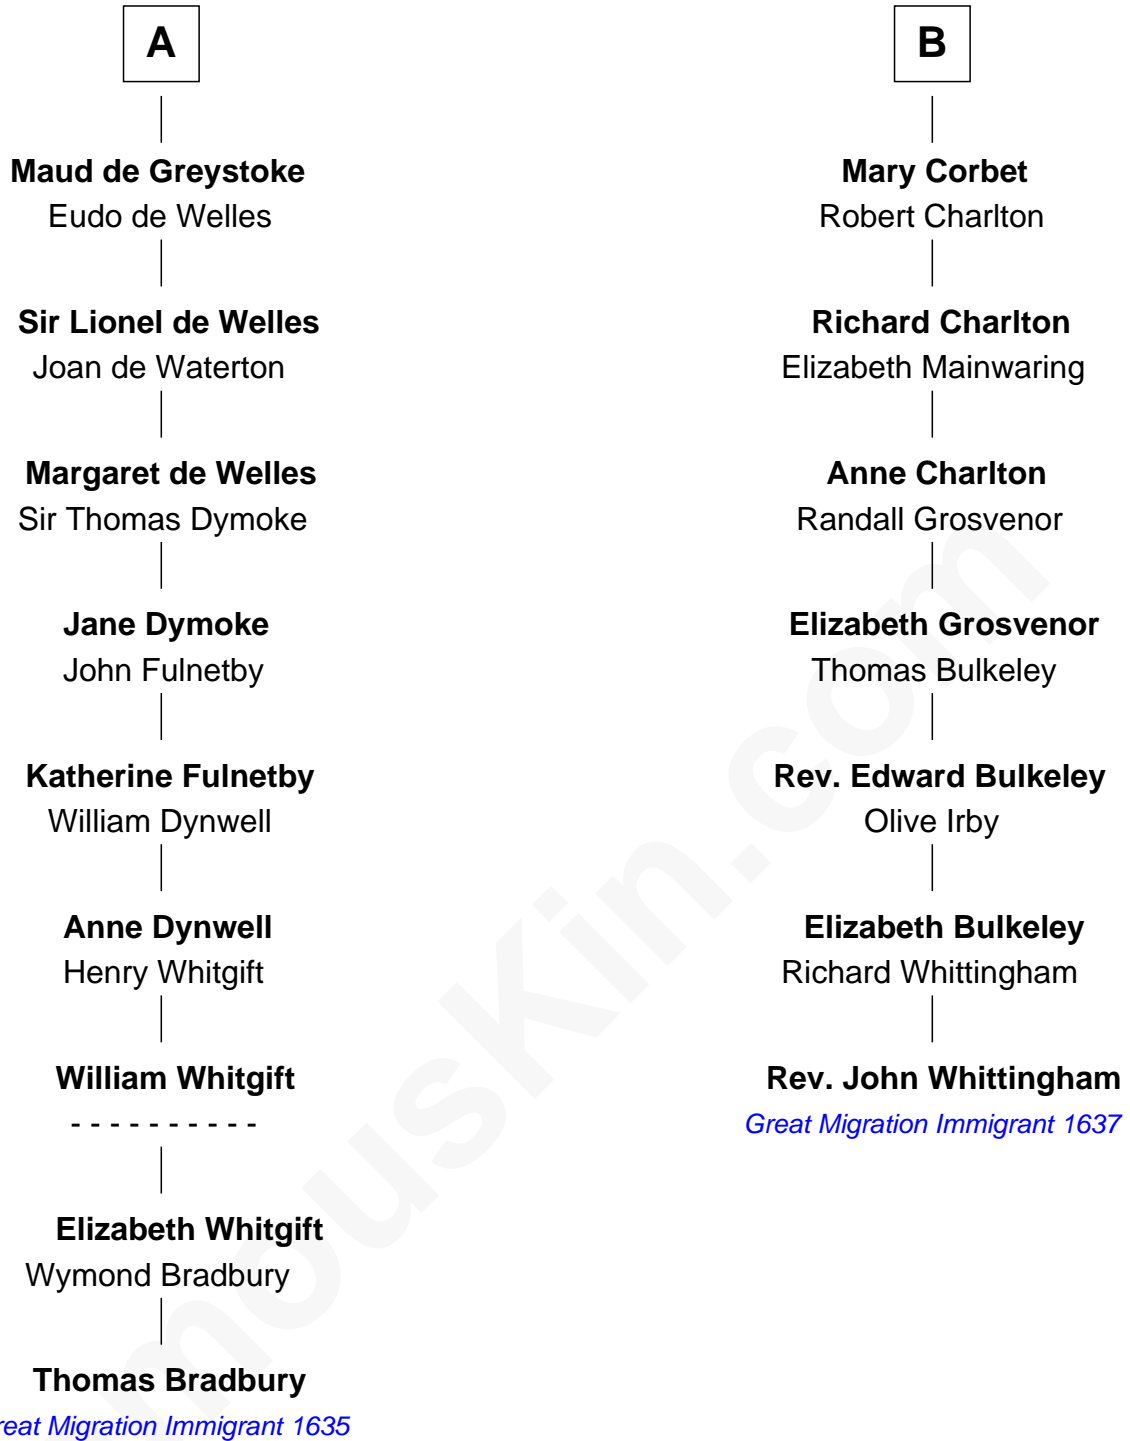 A
Maud de Greystoke
Eudo de Welles
Sir Lionel de Welles
Joan de Waterton
Margaret de Welles
Sir Thomas Dymoke
Jane Dymoke
John Fulnetby
Katherine Fulnetby
William Dynwell
Anne Dynwell
Henry Whitgift
William Whitgift
- - - - - - - - - -
Elizabeth Whitgift
Wymond Bradbury
Thomas Bradbury
reat Migration Immigrant 1635
B
Mary Corbet
Robert Charlton
Richard Charlton
Elizabeth Mainwaring
Anne Charlton
Randall Grosvenor
Elizabeth Grosvenor
Thomas Bulkeley
Rev. Edward Bulkeley
Olive Irby
Elizabeth Bulkeley
Richard Whittingham
Rev. John Whittingham
Great Migration Immigrant 1637
mousKin.com